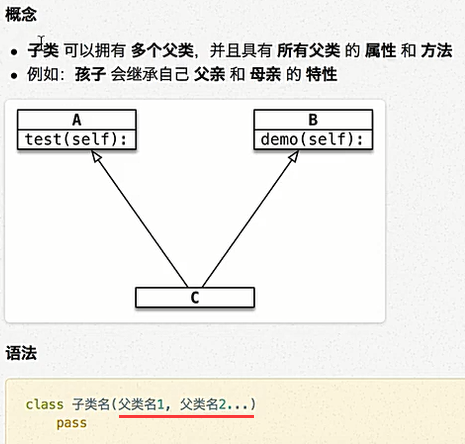 概念
子类 可以拥有 多个父类，并且具有 所有父类 的 属性 和 方法
例如：孩子 会继承自己 父亲 和 母亲 的 特性
A
B
test(self):
demo(self):
C
语法
class 子类名(父类名1, 父类名2...)
pass